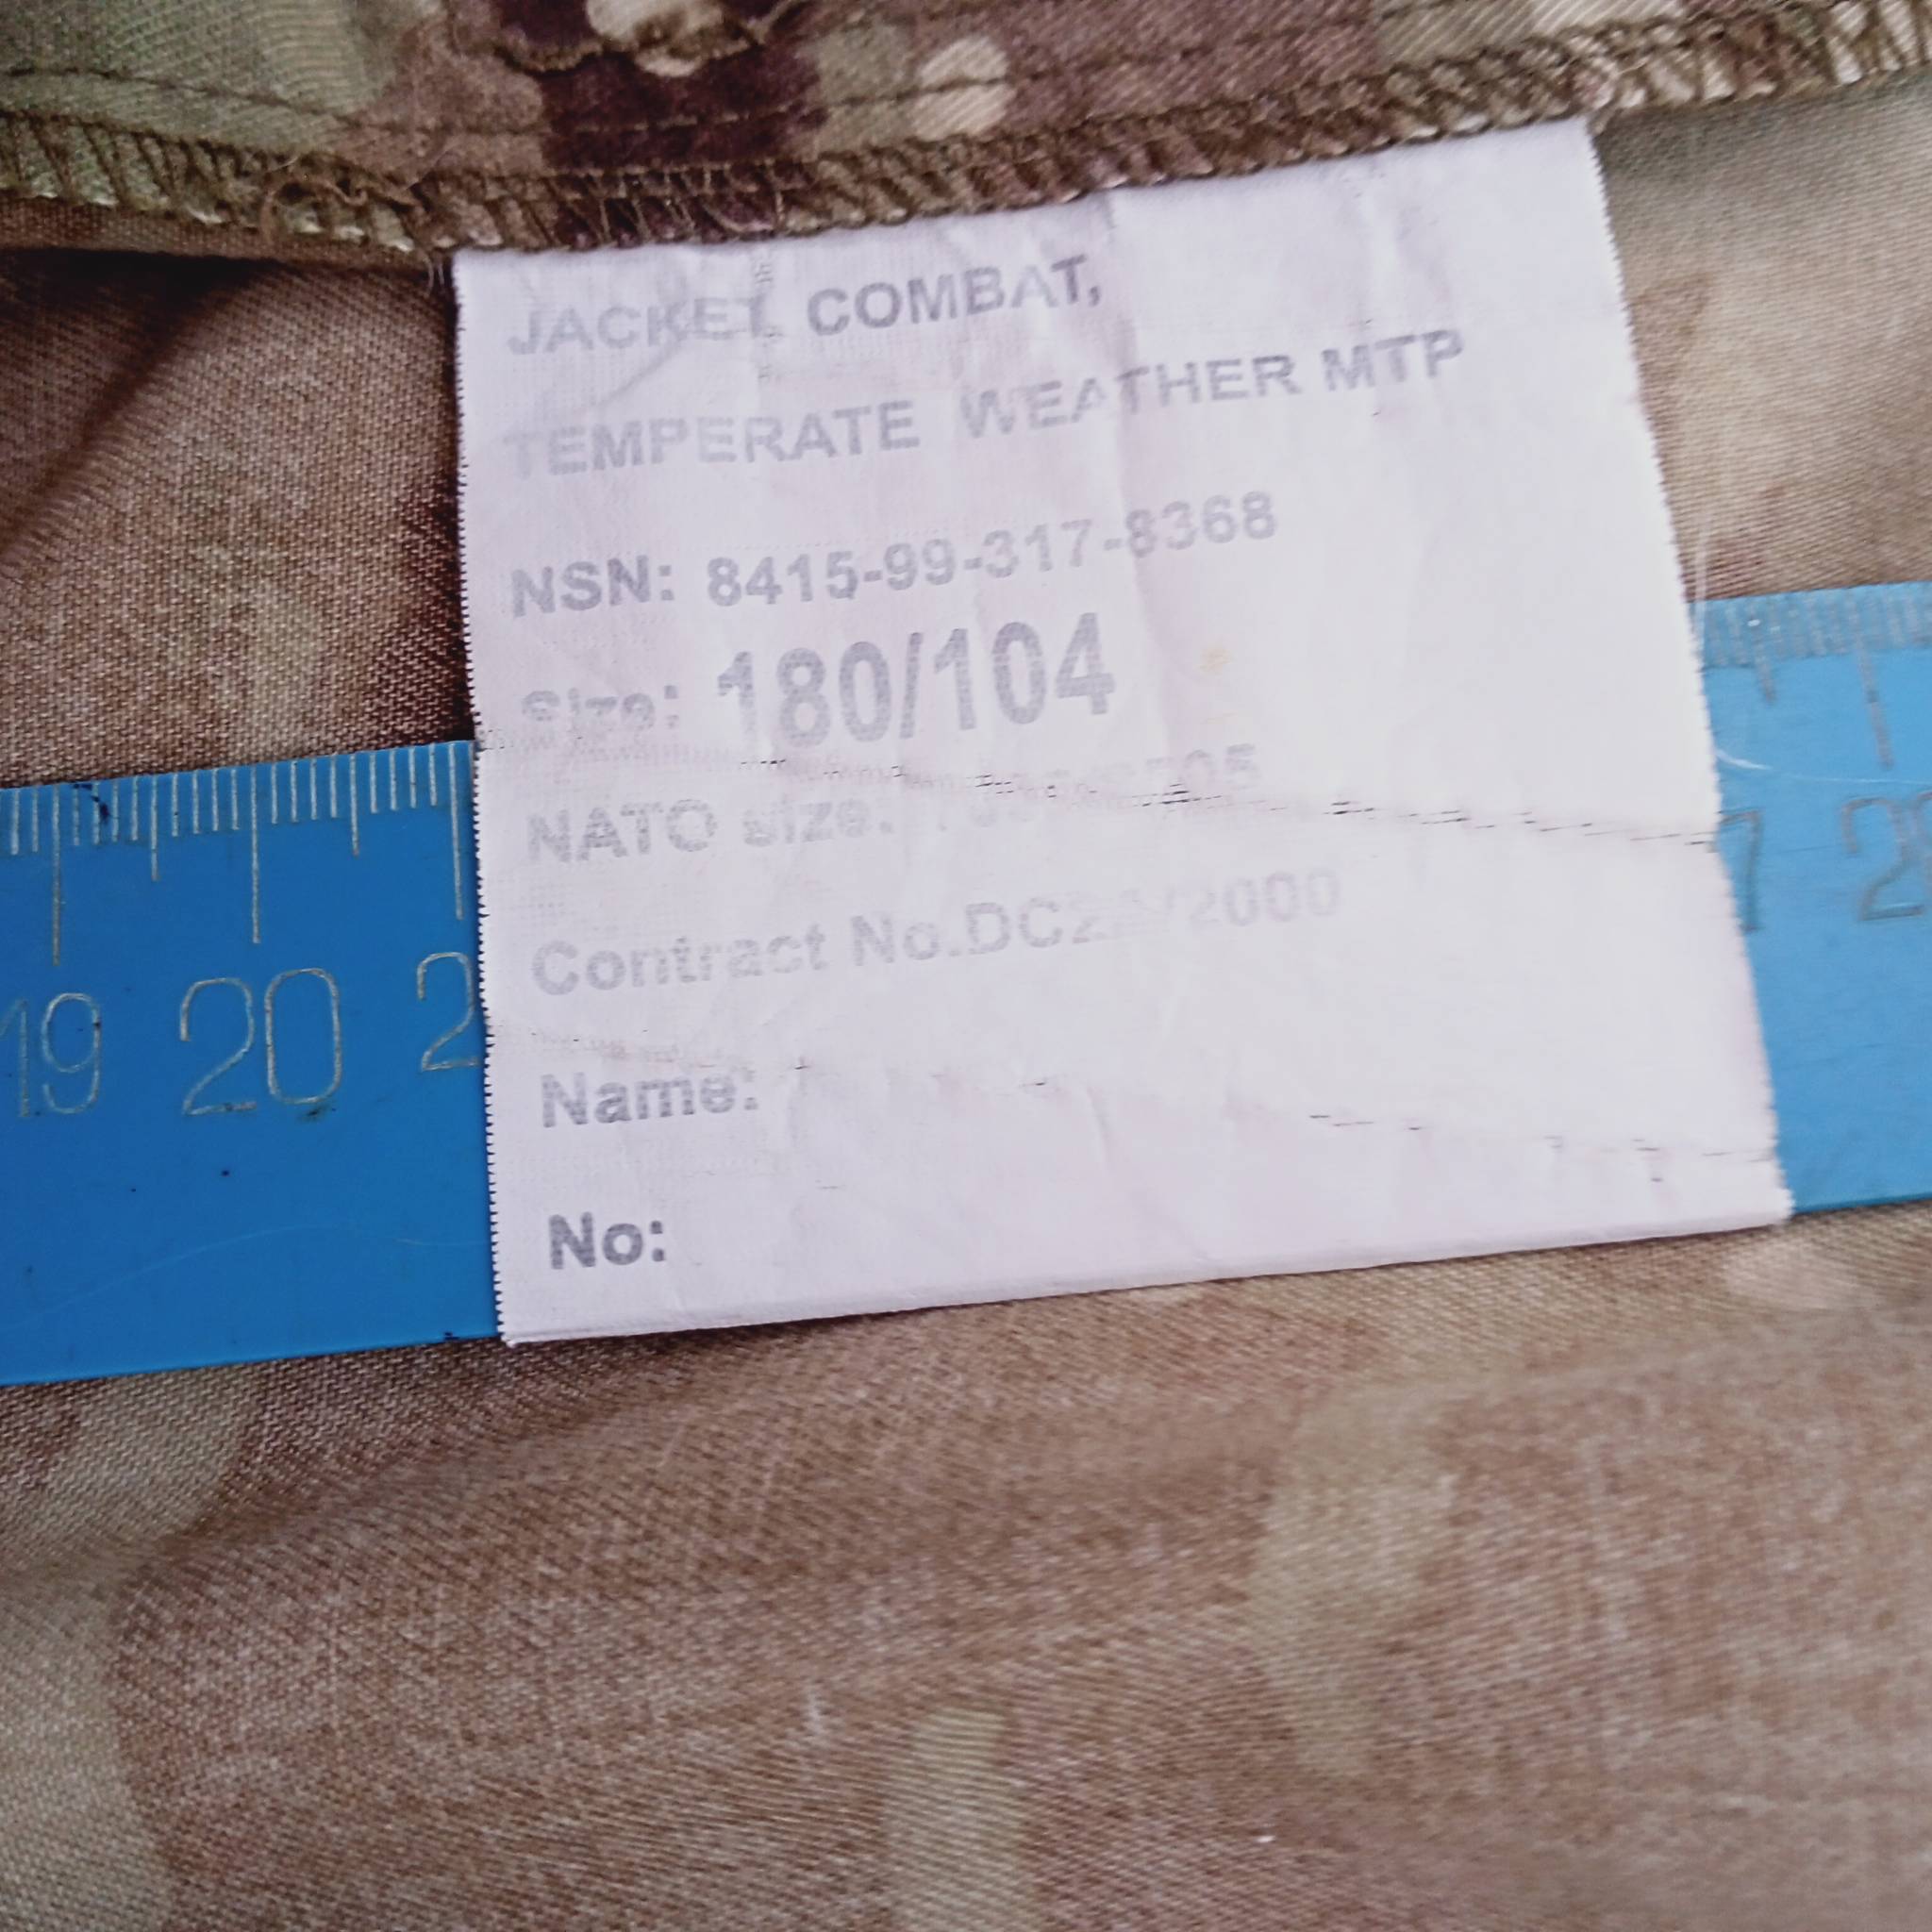 JACKET, COMBAT,
TEMPERATE WEATHER MTP
NSN: 8415-99-317-8368
Size: 180/104
NATO size:
Contract No.
Name:
No:
19 20